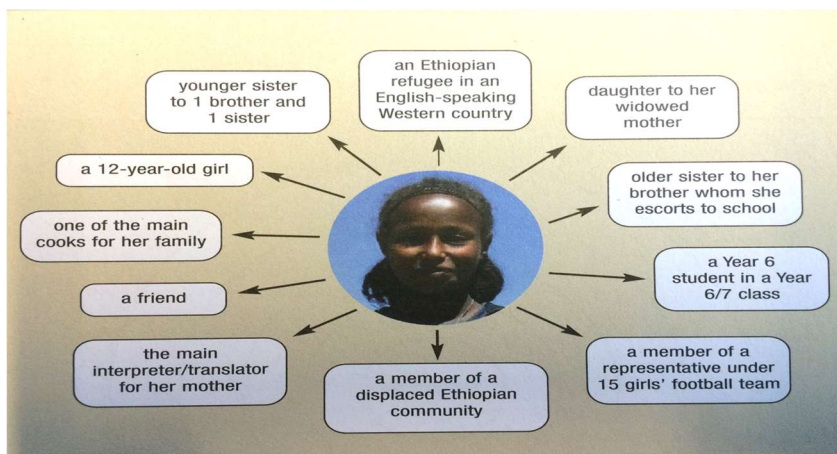 an Ethiopian
refugee in an
English-speaking
Western country
younger sister
to 1 brother and
1 sister
daughter to her
widowed
mother
a 12-year-old girl
older sister to her
brother whom she
escorts to school
one of the main
cooks for her family
a Year 6
student in a Year
6/7 class
a friend
the main
interpreter/translator
for her mother
a member of a
displaced Ethiopian
community
a member of a
representative under
15 girls' football team